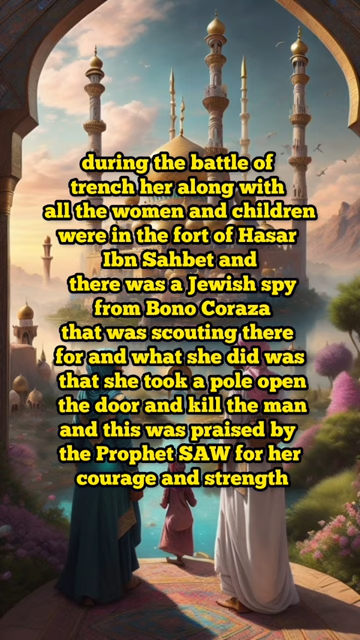 during the battle of
trench her along with
all the women and children
were in the fort of Hasar
Ibn Sahbet and
there was a Jewish spy
from Bono Coraza
that was scouting there
for and what she did was
that she took a pole open
the door and kill the man
and this was praised by
the Prophet SAW for her
courage and strength